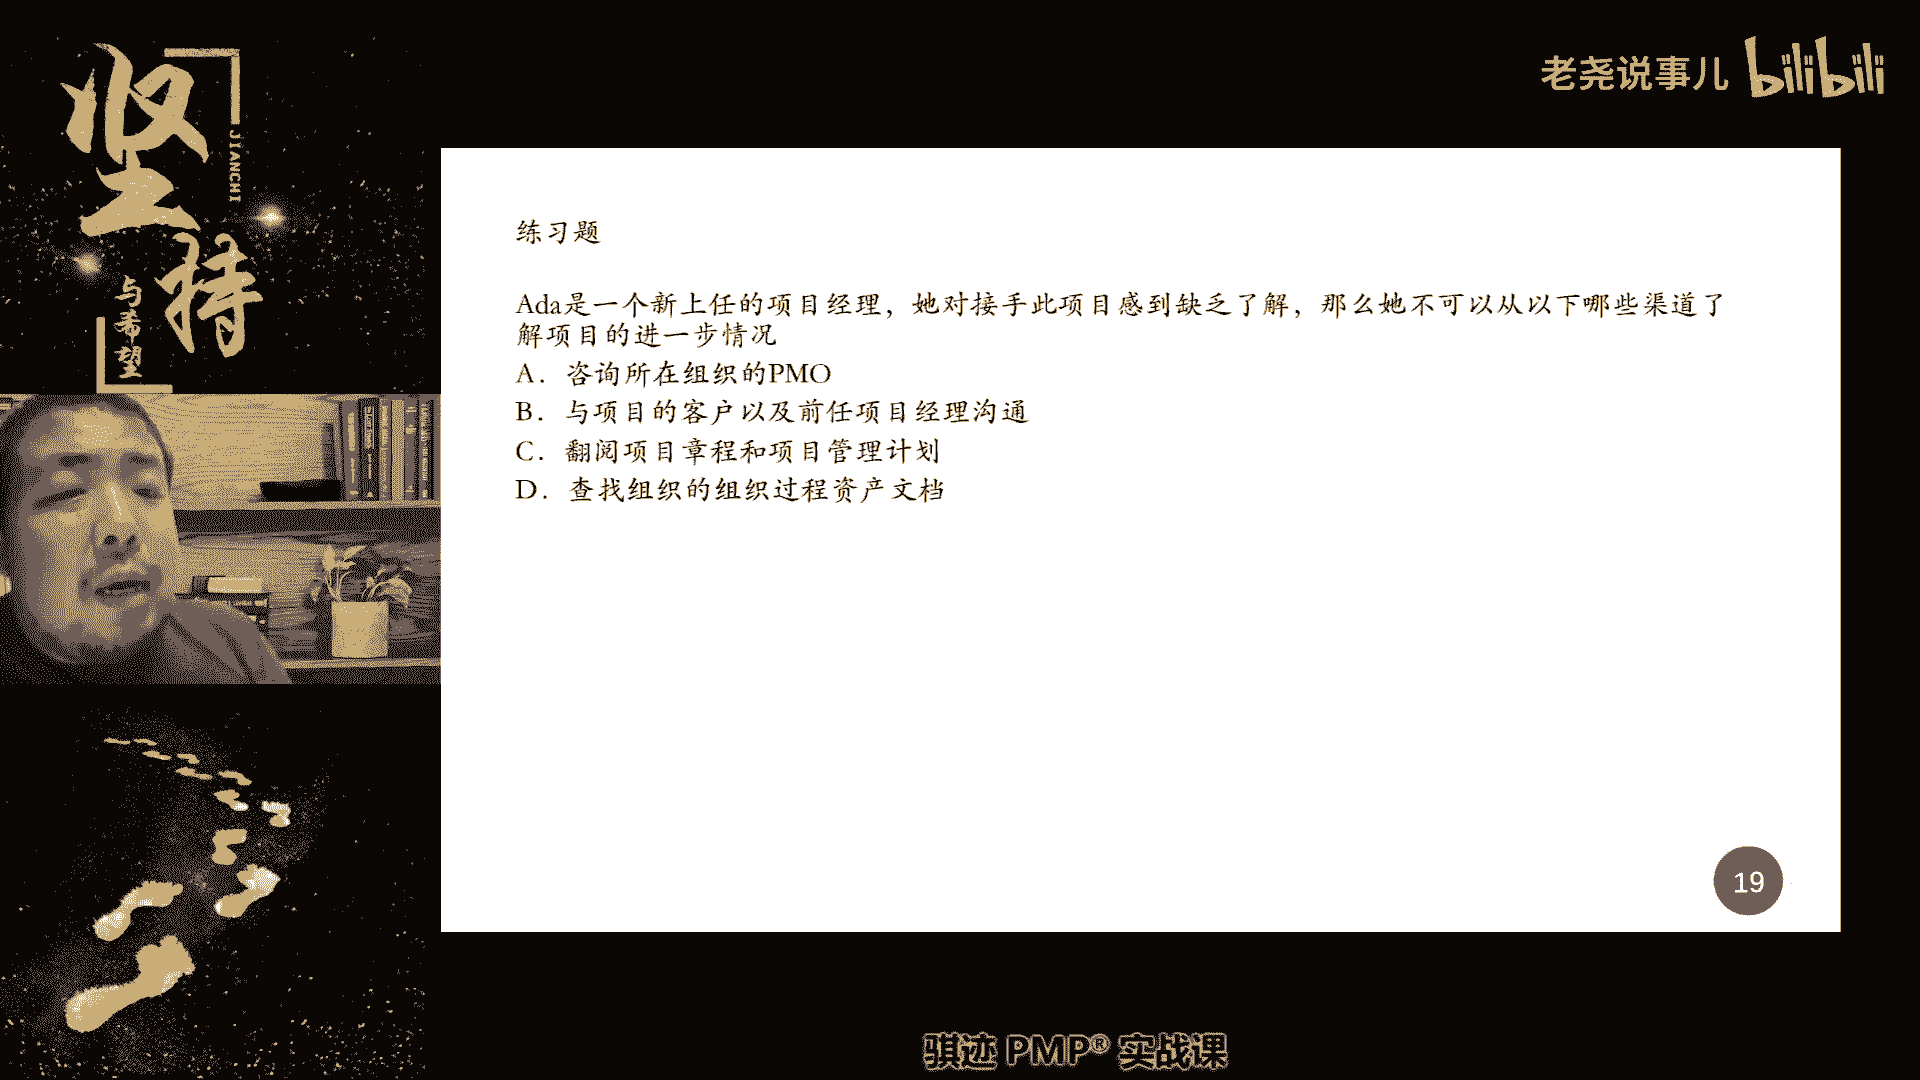 坚持
JIANCHI
与希望
老尧说事儿 bilibili
练习题
Ada是一个新上任的项目经理，她对接手此项目感到缺乏了解，那么她不可以从以下哪些渠道了
解项目的进一步情况
A．咨询所在组织的PMO
B．与项目的客户以及前任项目经理沟通
C．翻阅项目章程和项目管理计划
D．查找组织的组织过程资产文档
19
骐迹 PMP® 实战课